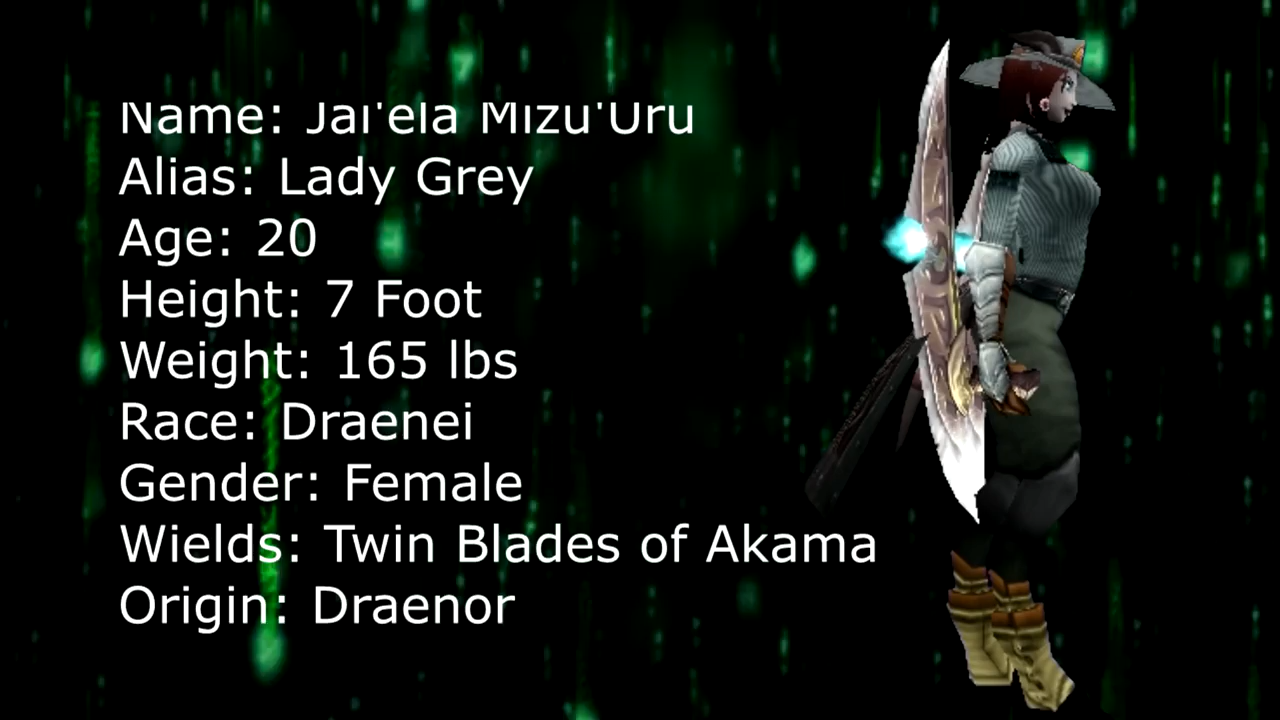 Name: Jai'ela Mizu'Uru
Alias: Lady Grey
Age: 20
Height: 7 Foot
Weight: 165 lbs
Race: Draenei
Gender: Female
Wields: Twin Blades of Akama
Origin: Draenor